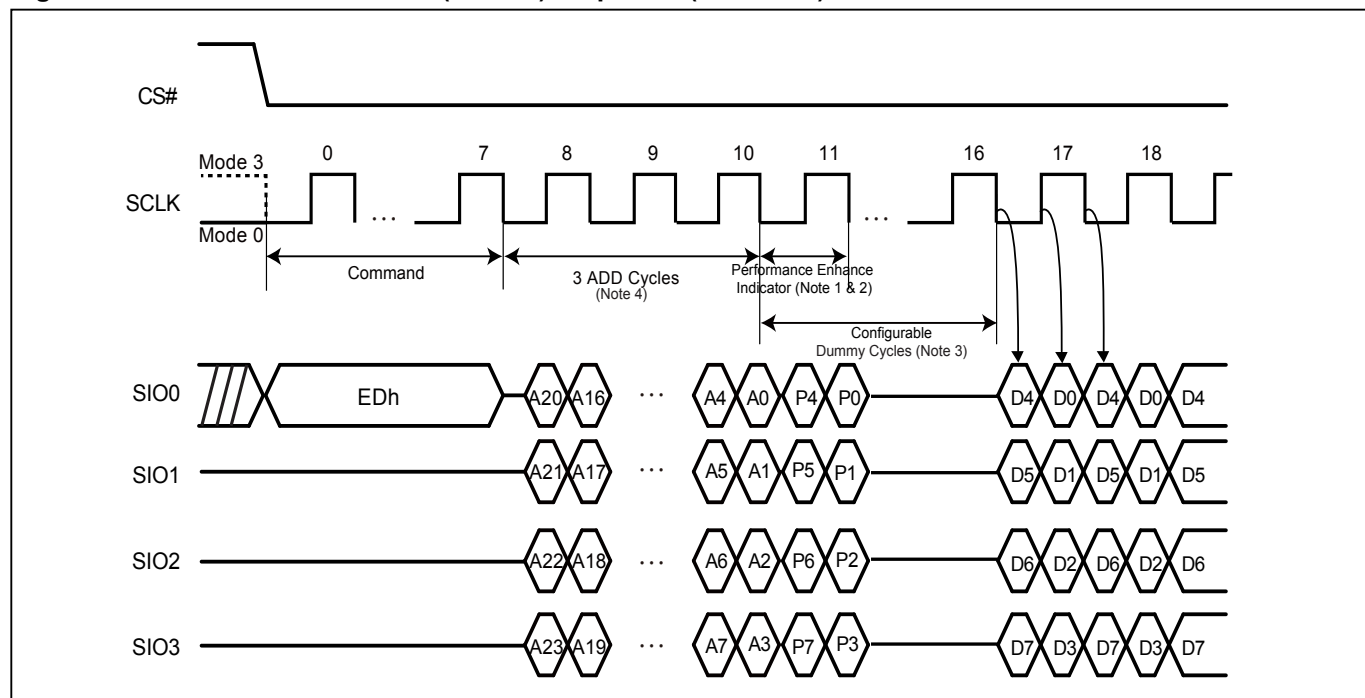 CS#
0 7 8 9 10 11 16 17 18
Mode 3
SCLK
...
...
Mode 0
Command
3 ADD Cycles
(Note 4)
Performance Enhance
Indicator (Note 1 & 2)
Configurable
Dummy Cycles (Note 3)
SIO0 EDh A20 A16 ... A4 A0 P4 P0 D4 D0 D4 D0 D4
SIO1 A21 A17 ... A5 A1 P5 P1 D5 D1 D5 D1 D5
SIO2 A22 A18 ... A6 A2 P6 P2 D6 D2 D6 D2 D6
SIO3 A23 A19 ... A7 A3 P7 P3 D7 D3 D7 D3 D7